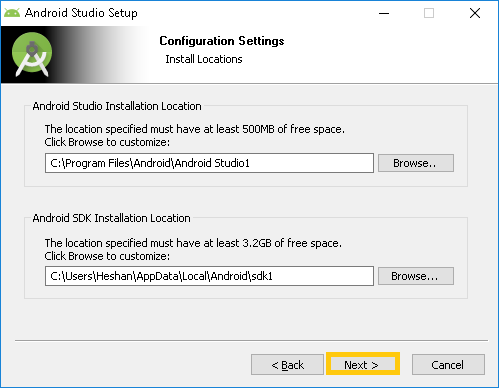 Android Studio Setup
Configuration Settings
Install Locations
Android Studio Installation Location
The location specified must have at least 500MB of free space.
Click Browse to customize:
C:\Program Files\Android\Android Studio1
Browse..
Android SDK Installation Location
The location specified must have at least 3.2GB of free space.
Click Browse to customize:
C:\Users\Heshan\AppData\Local\Android\sdk1
Browse...
< Back
Next >
Cancel